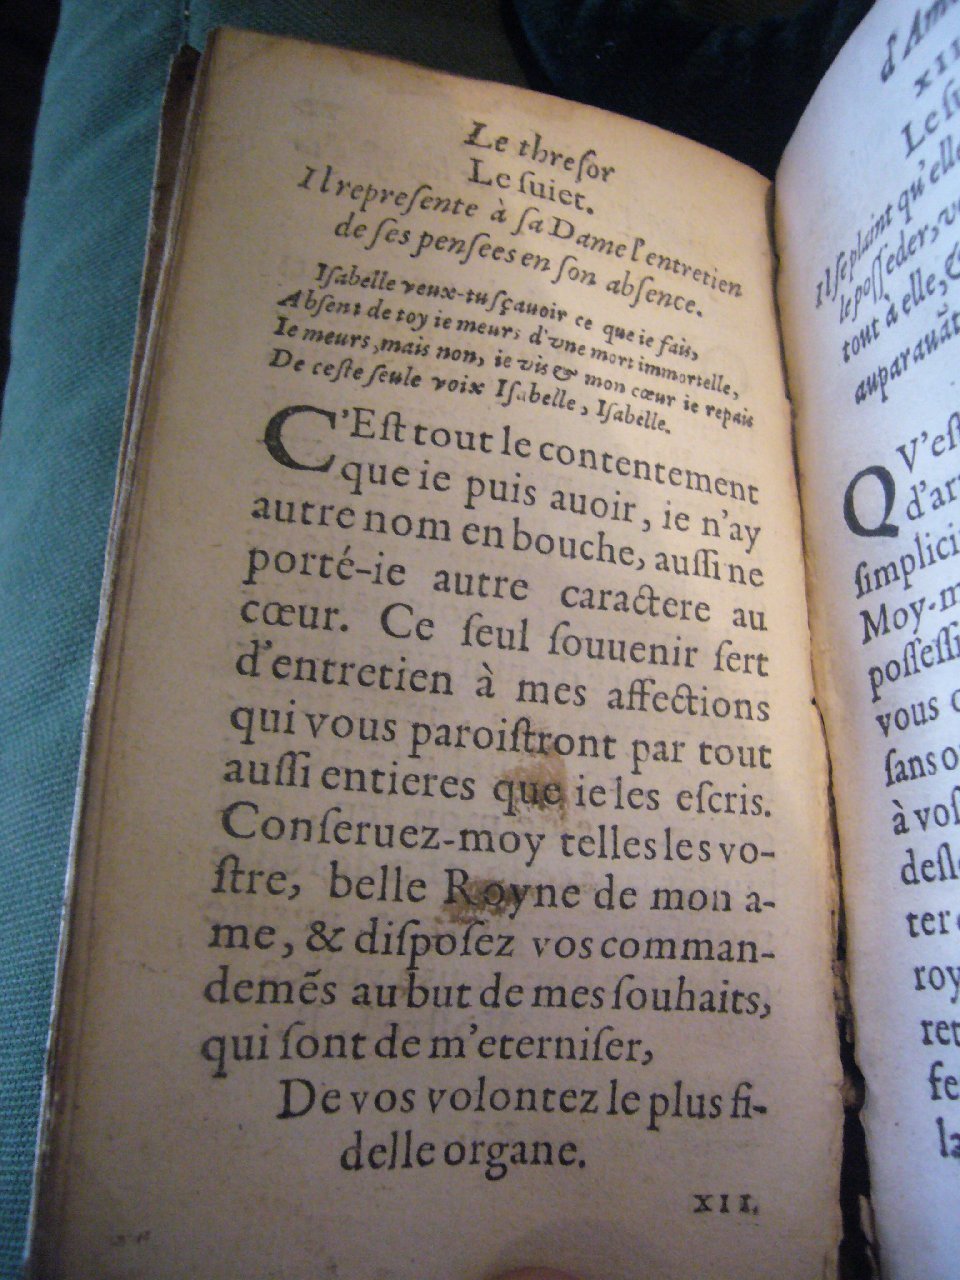 Le thresor
Le suiet.
Il represente à sa Dame l'entretien
de ses pensees en son absence.
Isabelle veux-tu sçauoir ce que ie fais,
Absent de toy ie meurs d'vne mort immortelle,
Ie meurs, mais non, ie vis & mon cœur ie repais
De ceste seule voix Isabelle, Isabelle.
C'Est tout le contentement
que ie puis auoir, ie n'ay
autre nom en bouche, aussi ne
porté-ie autre caractere au
cœur. Ce seul souuenir sert
d'entretien à mes affections
qui vous paroistront par tout
aussi entieres que ie les escris.
Conseruez-moy telles les vo-
stre, belle Royne de mon a-
me, & disposez vos comman-
demẽs au but de mes souhaits,
qui sont de m'eterniser,
De vos volontez le plus fi-
delle organe.
XII.
d'Am
XII
Le su
Il se plaint qu'elle
le posseder, v
tout à elle, &
auparauãt
QV'est
d'ar
simplici
Moy-m
possessi
vous
sans o
à vos
desl
ter
roy
ret
fe
la